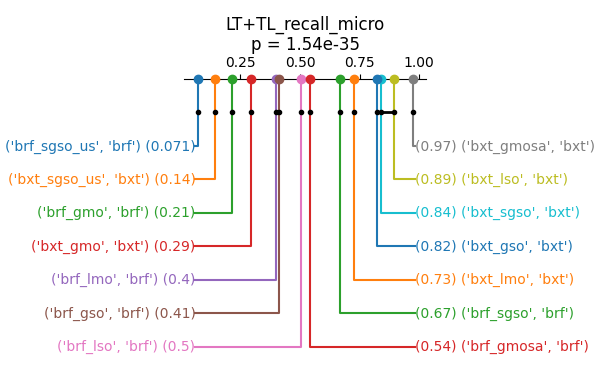 LT+TL_recall_micro
p = 1.54e-35
0.25 0.50 0.75 1.00
('brf_sgso_us', 'brf') (0.071) (0.97) ('bxt_gmosa', 'bxt')
('bxt_sgso_us', 'bxt') (0.14) (0.89) ('bxt_lso', 'bxt')
('brf_gmo', 'brf') (0.21) (0.84) ('bxt_sgso', 'bxt')
('bxt_gmo', 'bxt') (0.29) (0.82) ('bxt_gso', 'bxt')
('brf_lmo', 'brf') (0.4) (0.73) ('bxt_lmo', 'bxt')
('brf_gso', 'brf') (0.41) (0.67) ('brf_sgso', 'brf')
('brf_lso', 'brf') (0.5) (0.54) ('brf_gmosa', 'brf')